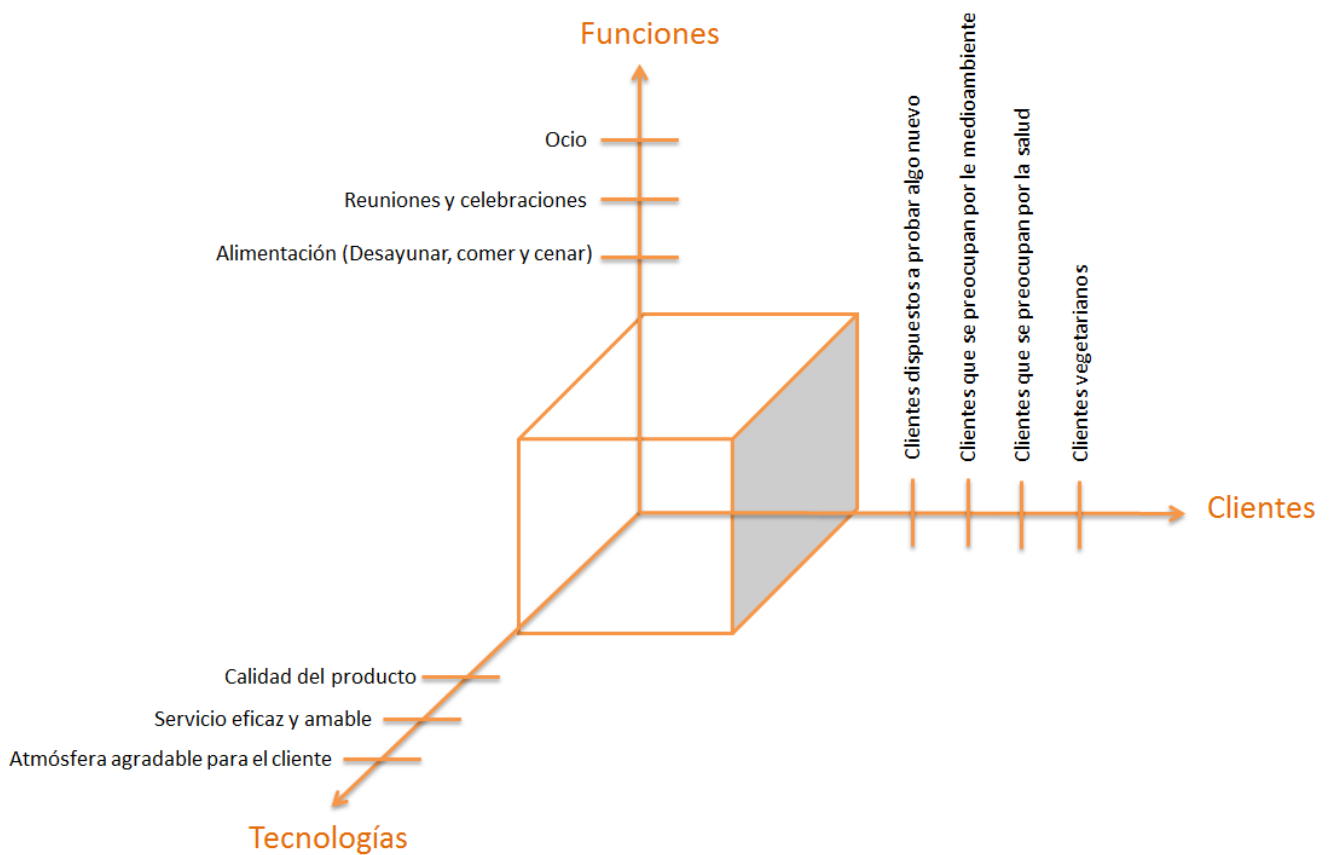 Funciones
Ocio
Reuniones y celebraciones
Alimentación (Desayunar, comer y cenar)
Clientes dispuestos a probar algo nuevo
Clientes que se preocupan por le medioambiente
Clientes que se preocupan por la salud
Clientes vegetarianos
Clientes
Calidad del producto
Servicio eficaz y amable
Atmósfera agradable para el cliente
Tecnologías